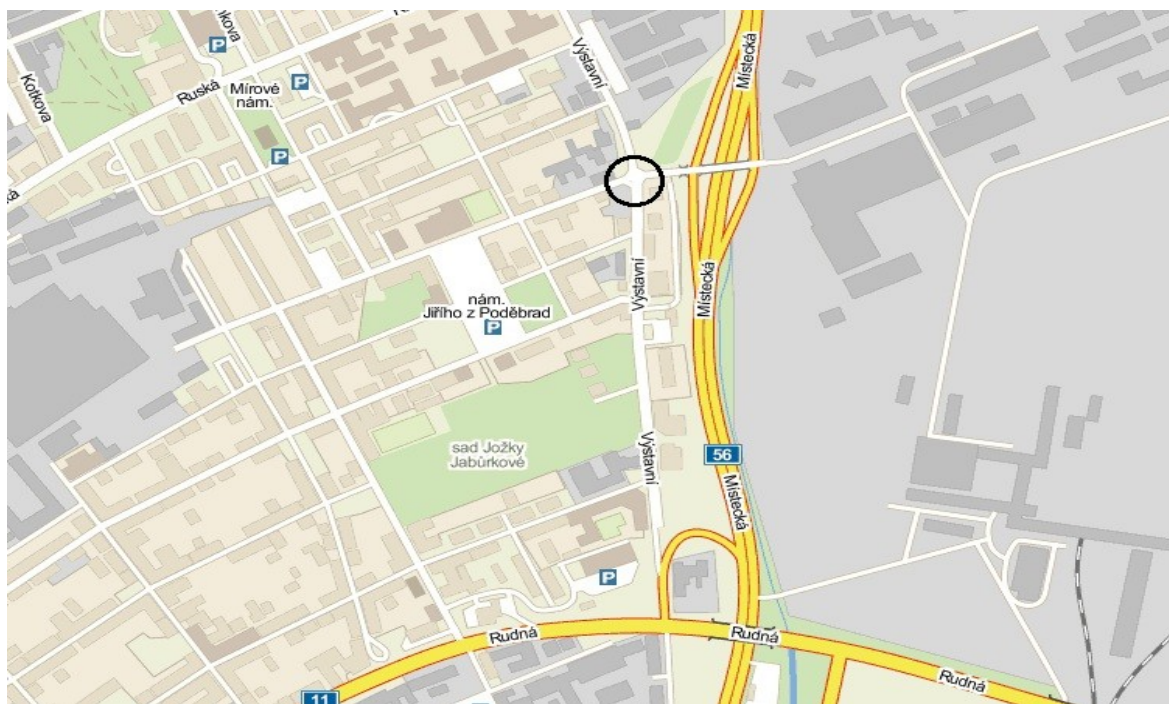 Výstavní
Místecká
P
Kotkova
Ruská
Mírové
nám.
P
P
Výstavní
Místecká
nám.
Jiřího z Poděbrad
P
sad Jožky
Jabůrkové
Výstavní
56
Místecká
P
Rudná
Rudná
Rudná
11